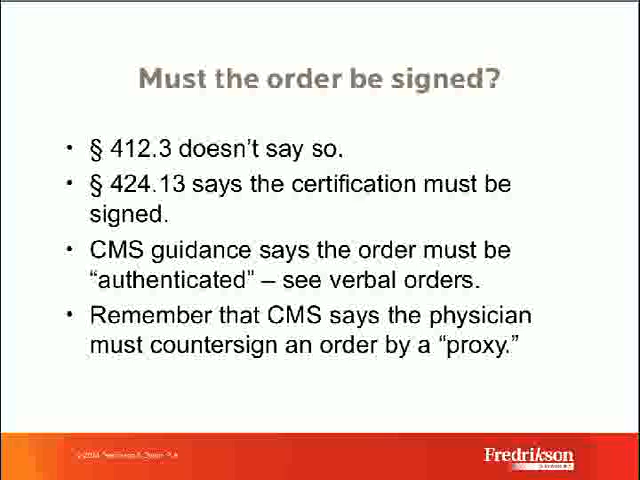 Must the order be signed?
• § 412.3 doesn't say so.
• § 424.13 says the certification must be
signed.
• CMS guidance says the order must be
“authenticated” – see verbal orders.
• Remember that CMS says the physician
must countersign an order by a “proxy.”
Fredrikson